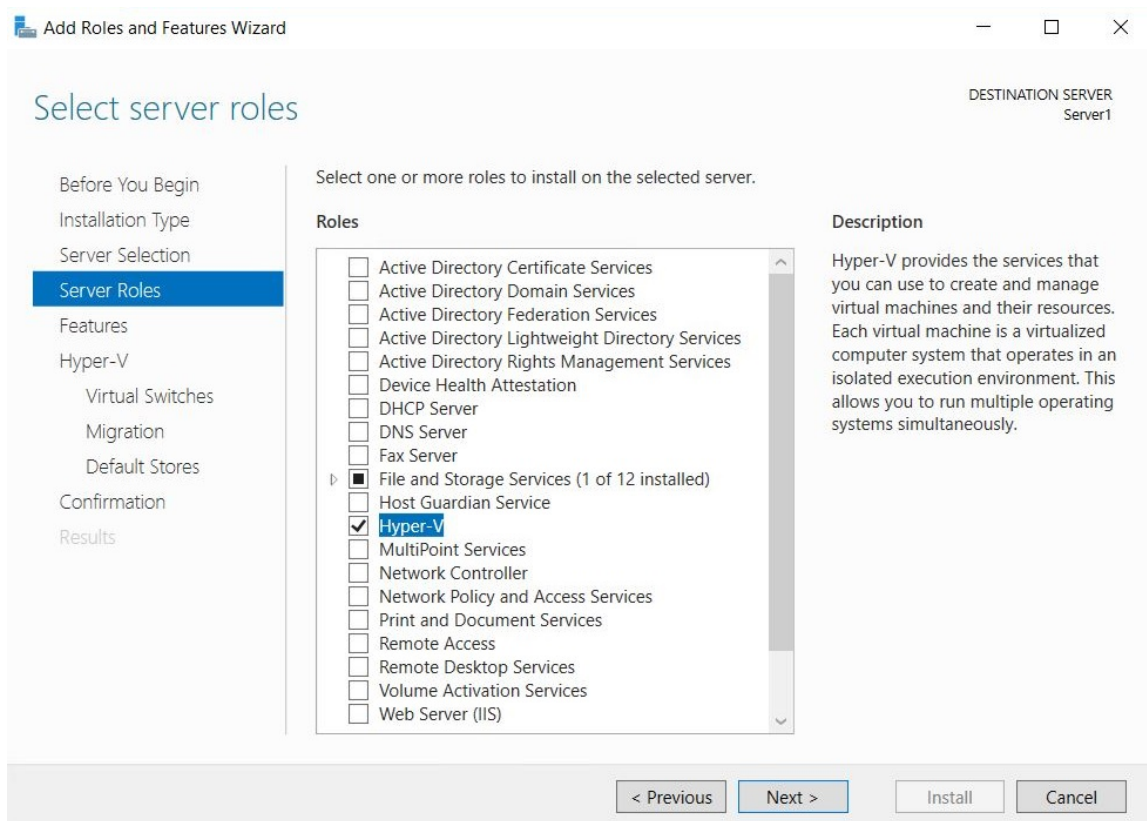 Add Roles and Features Wizard
Select server roles
DESTINATION SERVER
Server1
Before You Begin
Installation Type
Server Selection
Server Roles
Features
Hyper-V
Virtual Switches
Migration
Default Stores
Confirmation
Results
Select one or more roles to install on the selected server.
Roles
Active Directory Certificate Services
Active Directory Domain Services
Active Directory Federation Services
Active Directory Lightweight Directory Services
Active Directory Rights Management Services
Device Health Attestation
DHCP Server
DNS Server
Fax Server
File and Storage Services (1 of 12 installed)
Host Guardian Service
Hyper-V
MultiPoint Services
Network Controller
Network Policy and Access Services
Print and Document Services
Remote Access
Remote Desktop Services
Volume Activation Services
Web Server (IIS)
Description
Hyper-V provides the services that
you can use to create and manage
virtual machines and their resources.
Each virtual machine is a virtualized
computer system that operates in an
isolated execution environment. This
allows you to run multiple operating
systems simultaneously.
< Previous
Next >
Install
Cancel